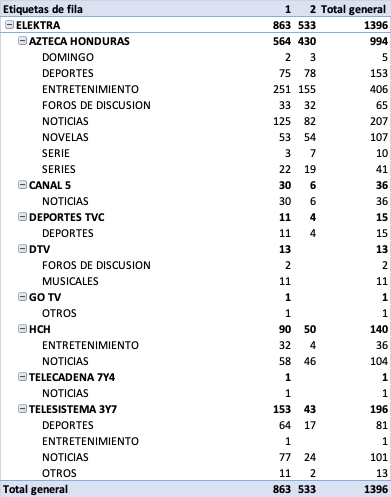 Etiquetas de fila 1 2 Total general
ELEKTRA 863 533 1396
AZTECA HONDURAS 564 430 994
DOMINGO 2 3 5
DEPORTES 75 78 153
ENTRETENIMIENTO 251 155 406
FOROS DE DISCUSION 33 32 65
NOTICIAS 125 82 207
NOVELAS 53 54 107
SERIE 3 7 10
SERIES 22 19 41
CANAL 5 30 6 36
NOTICIAS 30 6 36
DEPORTES TVC 11 4 15
DEPORTES 11 4 15
DTV 13 13
FOROS DE DISCUSION 2 2
MUSICALES 11 11
GO TV 1 1
OTROS 1 1
HCH 90 50 140
ENTRETENIMIENTO 32 4 36
NOTICIAS 58 46 104
TELECADENA 7Y4 1 1
NOTICIAS 1 1
TELESISTEMA 3Y7 153 43 196
DEPORTES 64 17 81
ENTRETENIMIENTO 1 1
NOTICIAS 77 24 101
OTROS 11 2 13
Total general 863 533 1396